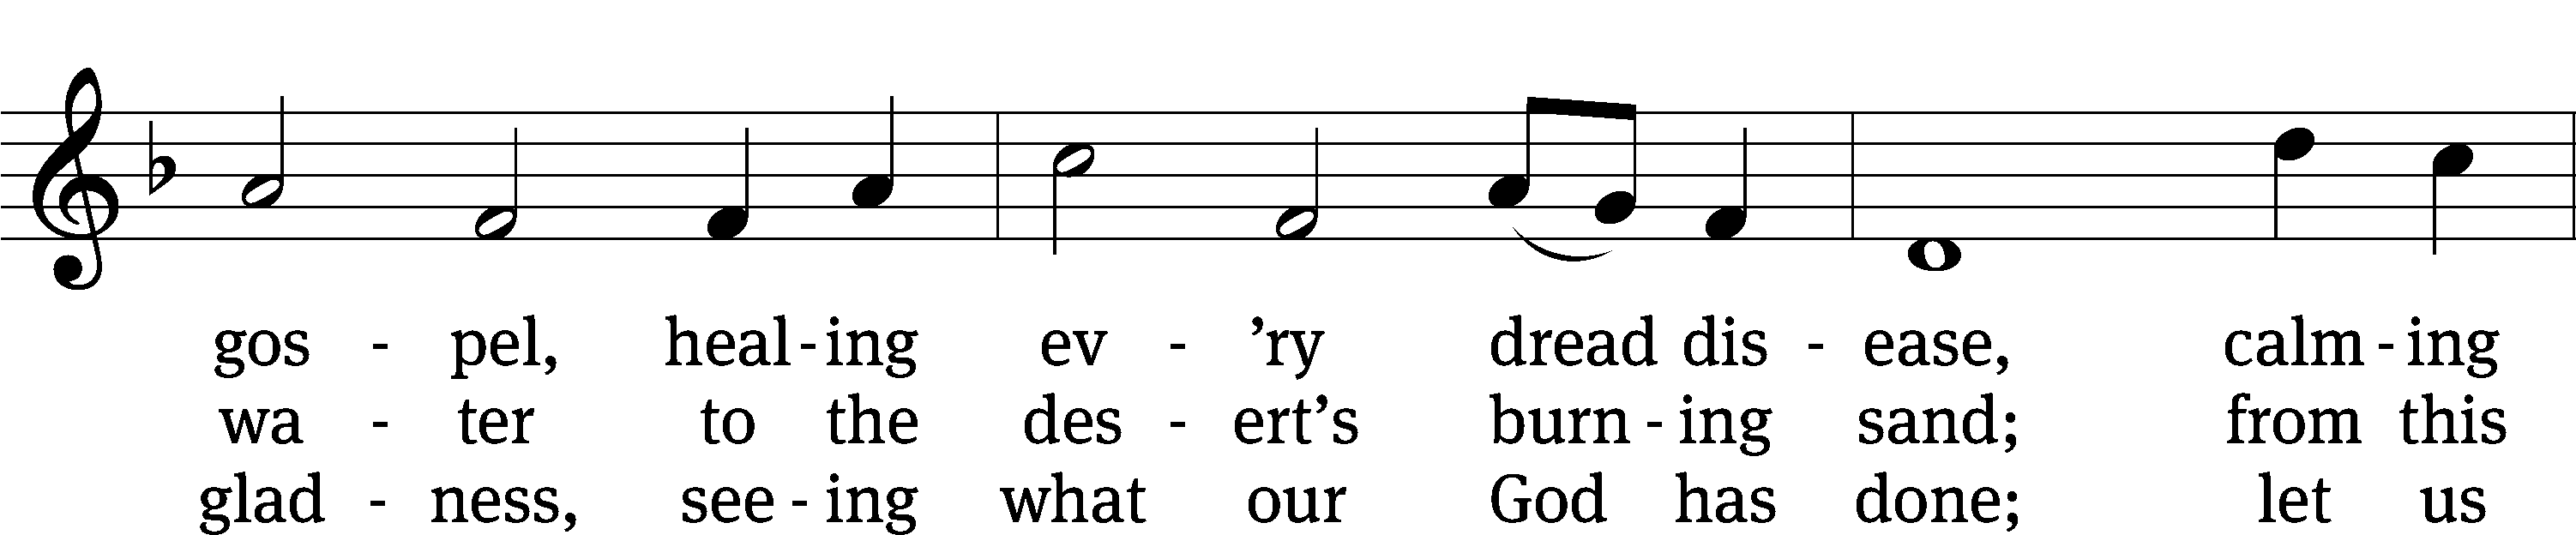 gos - pel, heal - ing ev - ’ry dread dis - ease, calm - ing
wa - ter to the des - ert’s burn - ing sand; from this
glad - ness, see - ing what our God has done; let us